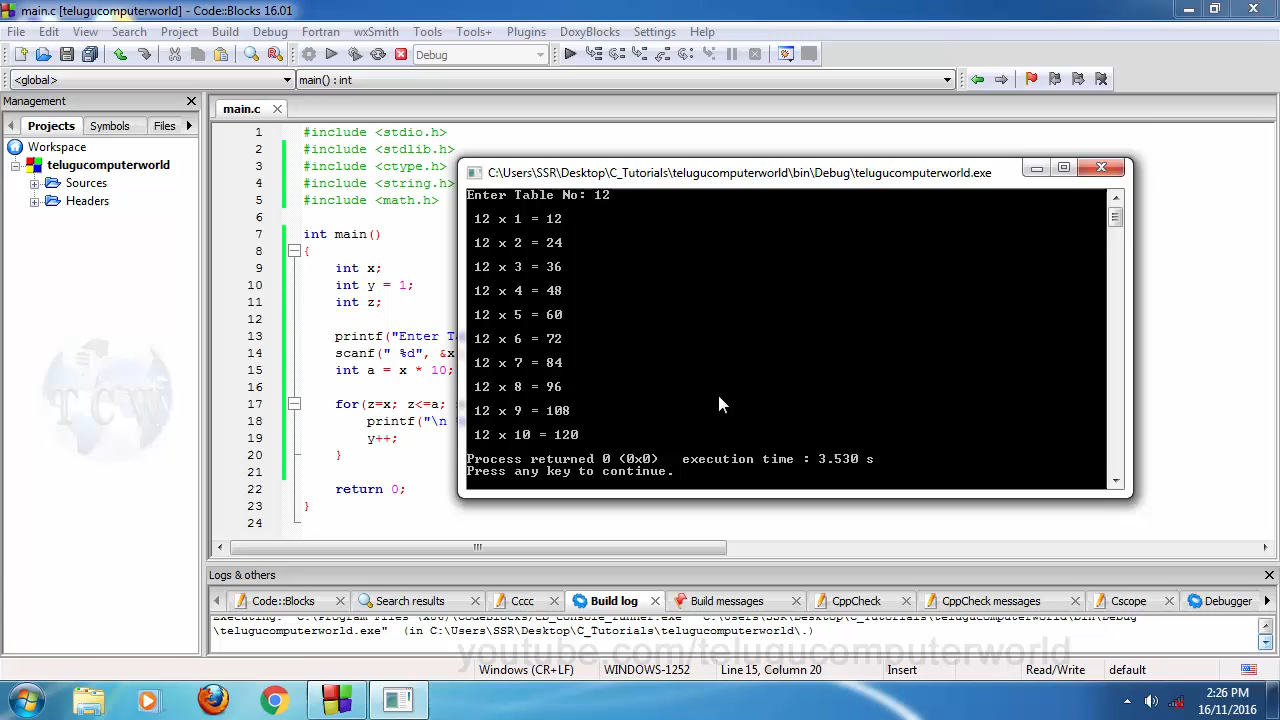 main.c [telugucomputerworld] - Code::Blocks 16.01
File Edit View Search Project Build Debug Fortran wxSmith Tools Tools+ Plugins DoxyBlocks Settings Help
Debug
<global> main() : int
Management
main.c
Projects Symbols Files
Workspace
telugucomputerworld
Sources
Headers
TCW
1 #include <stdio.h>
2 #include <stdlib.h>
3 #include <ctype.h>
4 #include <string.h>
5 #include <math.h>
6
7 int main()
8 {
9 int x;
10 int y = 1;
11 int z;
12
13 printf("Enter T
14 scanf(" %d", &x
15 int a = x * 10;
16
17 for(z=x; z<=a;
18 printf("\n
19 y++;
20 }
21
22 return 0;
23 }
24
C:\Users\SSR\Desktop\C_Tutorials\telugucomputerworld\bin\Debug\telugucomputerworld.exe
Enter Table No: 12
12 x 1 = 12
12 x 2 = 24
12 x 3 = 36
12 x 4 = 48
12 x 5 = 60
12 x 6 = 72
12 x 7 = 84
12 x 8 = 96
12 x 9 = 108
12 x 10 = 120
Process returned 0 (0x0) execution time : 3.530 s
Press any key to continue.
Logs & others
Code::Blocks Search results Cccc Build log Build messages CppCheck CppCheck messages Cscope Debugger
\telugucomputerworld.exe" (in C:\Users\SSR\Desktop\C_Tutorials\telugucomputerworld\.)
youtube.com/telugucomputerworld
Windows (CR+LF) WINDOWS-1252 Line 15, Column 20 Insert Read/Write default
2:26 PM
16/11/2016